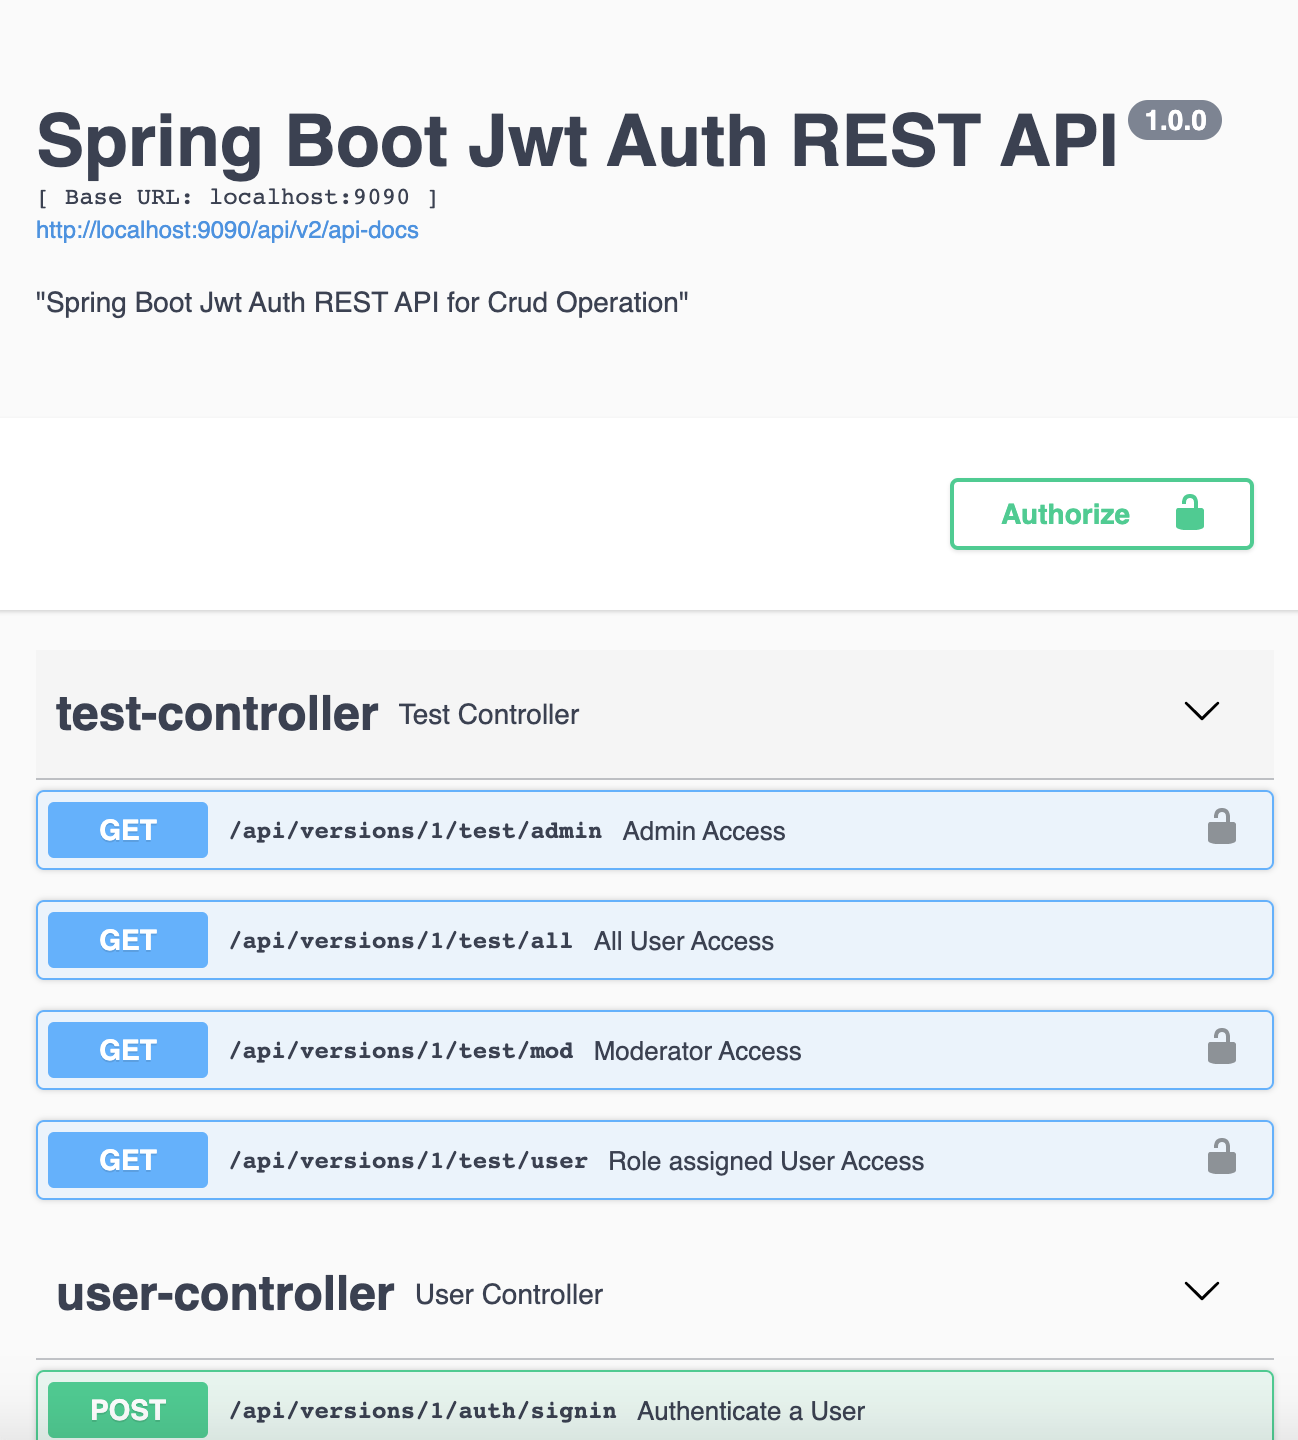 Spring Boot Jwt Auth REST API 1.0.0
[ Base URL: localhost:9090 ]
http://localhost:9090/api/v2/api-docs
"Spring Boot Jwt Auth REST API for Crud Operation"
Authorize
test-controller Test Controller
GET /api/versions/1/test/admin Admin Access
GET /api/versions/1/test/all All User Access
GET /api/versions/1/test/mod Moderator Access
GET /api/versions/1/test/user Role assigned User Access
user-controller User Controller
POST /api/versions/1/auth/signin Authenticate a User